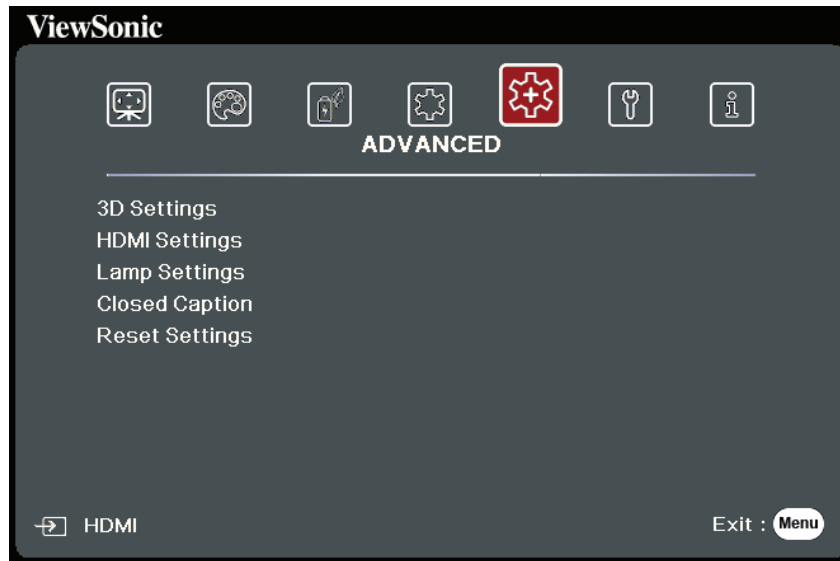 ViewSonic
ADVANCED
3D Settings
HDMI Settings
Lamp Settings
Closed Caption
Reset Settings
HDMI
Exit : Menu